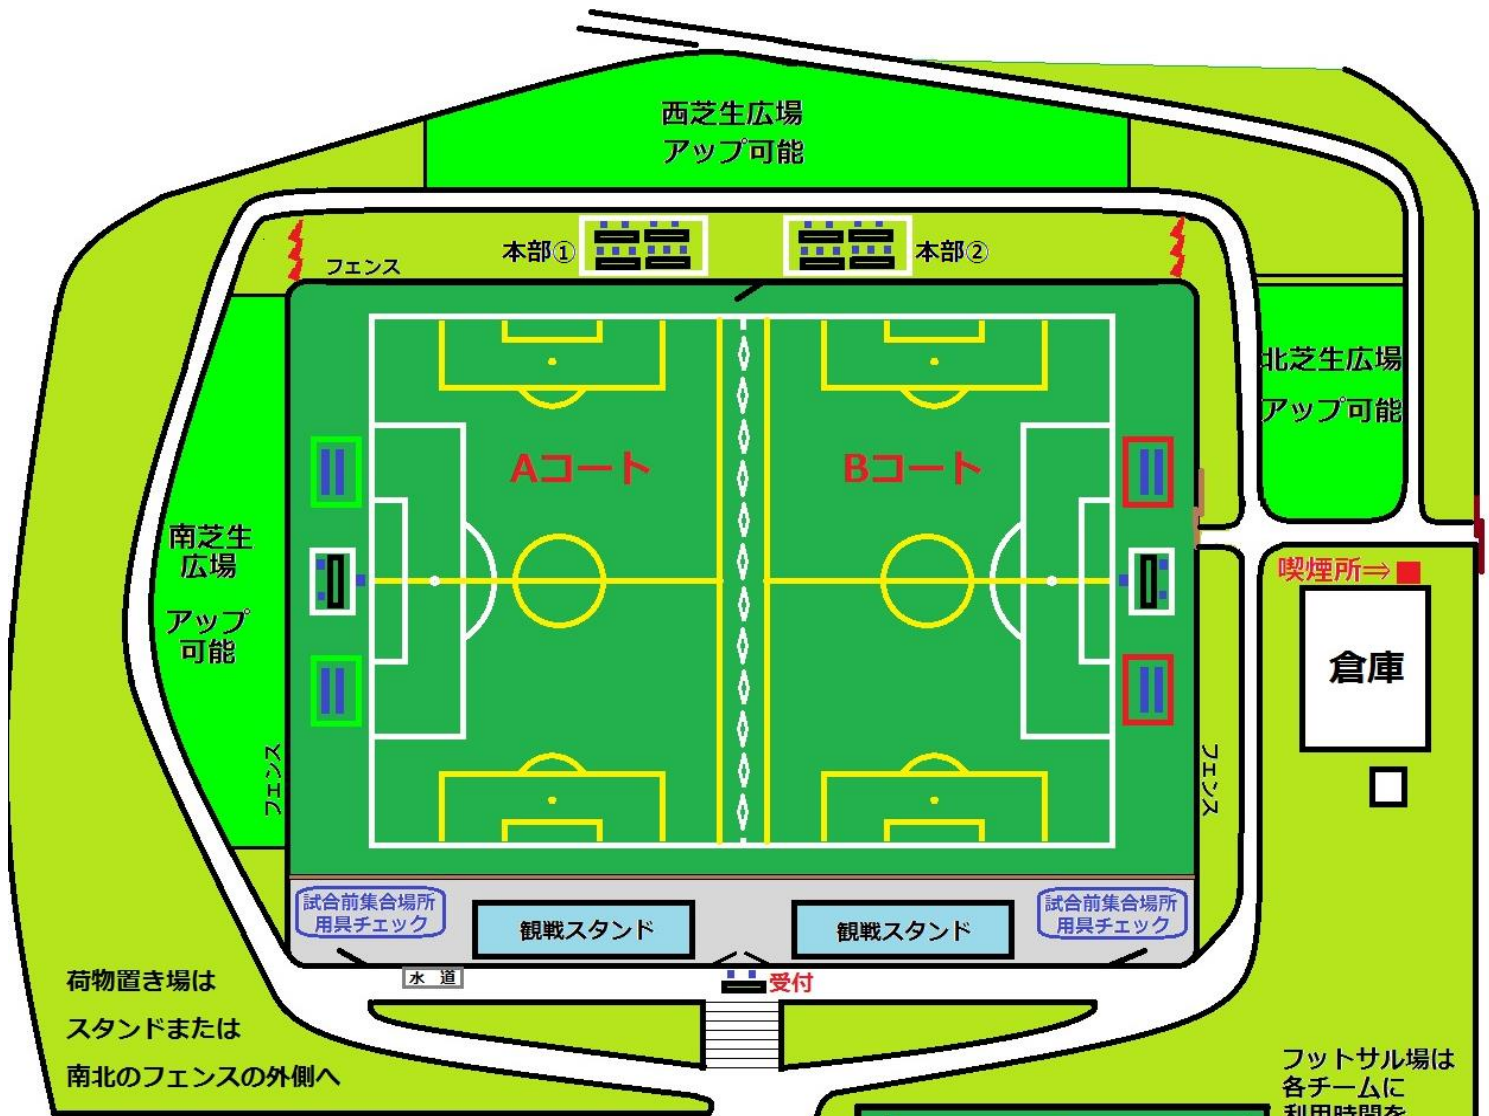 西芝生広場
アップ可能
本部①
本部②
フェンス
北芝生広場
アップ可能
Aコート
Bコート
南芝生
広場
アップ
可能
喫煙所⇒
倉庫
フェンス
フェンス
試合前集合場所
用具チェック
観戦スタンド
観戦スタンド
試合前集合場所
用具チェック
水 道
受付
荷物置き場は
スタンドまたは
南北のフェンスの外側へ
フットサル場は
各チームに
利用時間を